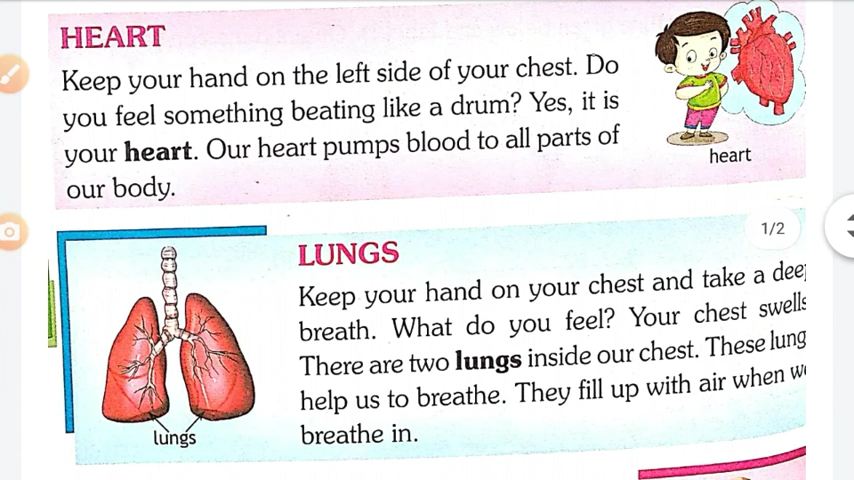 HEART
Keep your hand on the left side of your chest. Do
you feel something beating like a drum? Yes, it is
your heart. Our heart pumps blood to all parts of
our body.
heart
1/2
LUNGS
Keep your hand on your chest and take a
breath. What do you feel? Your chest swells
There are two lungs inside our chest. These
help us to breathe. They fill up with air when
breathe in.
lungs